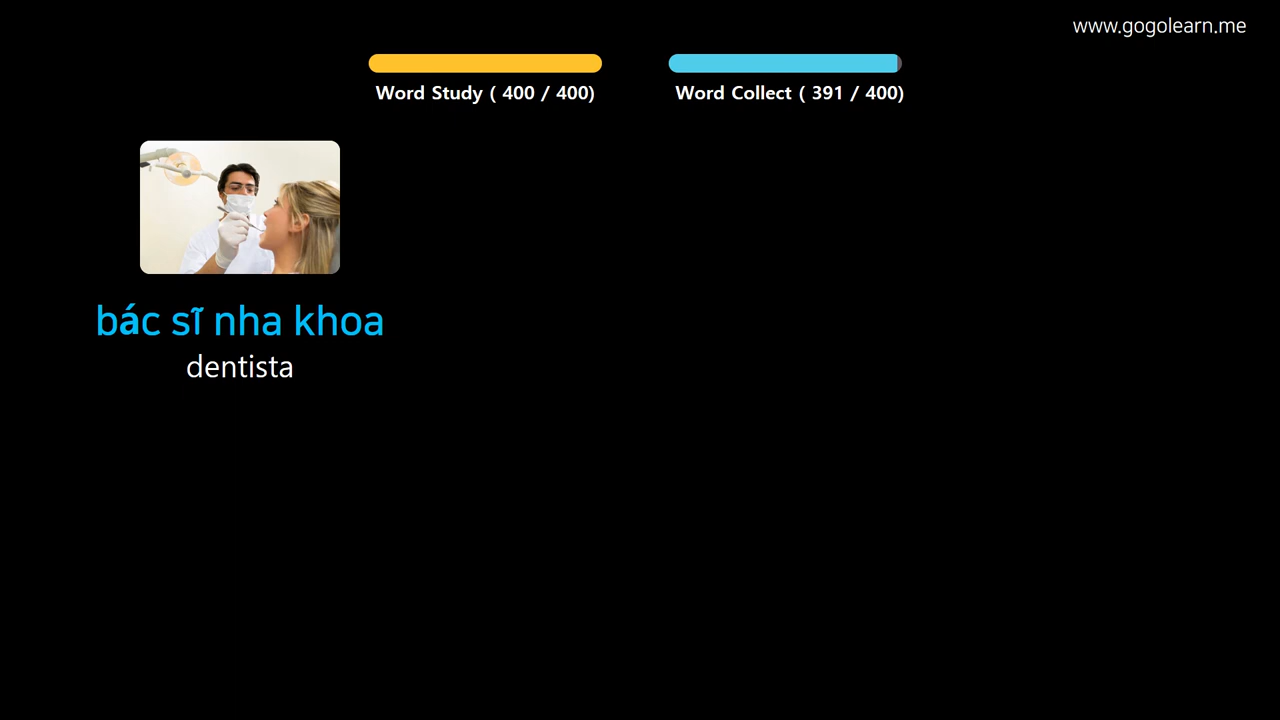 www.gogolearn.me
Word Study ( 400 / 400)
Word Collect ( 391 / 400)
bác sĩ nha khoa
dentista